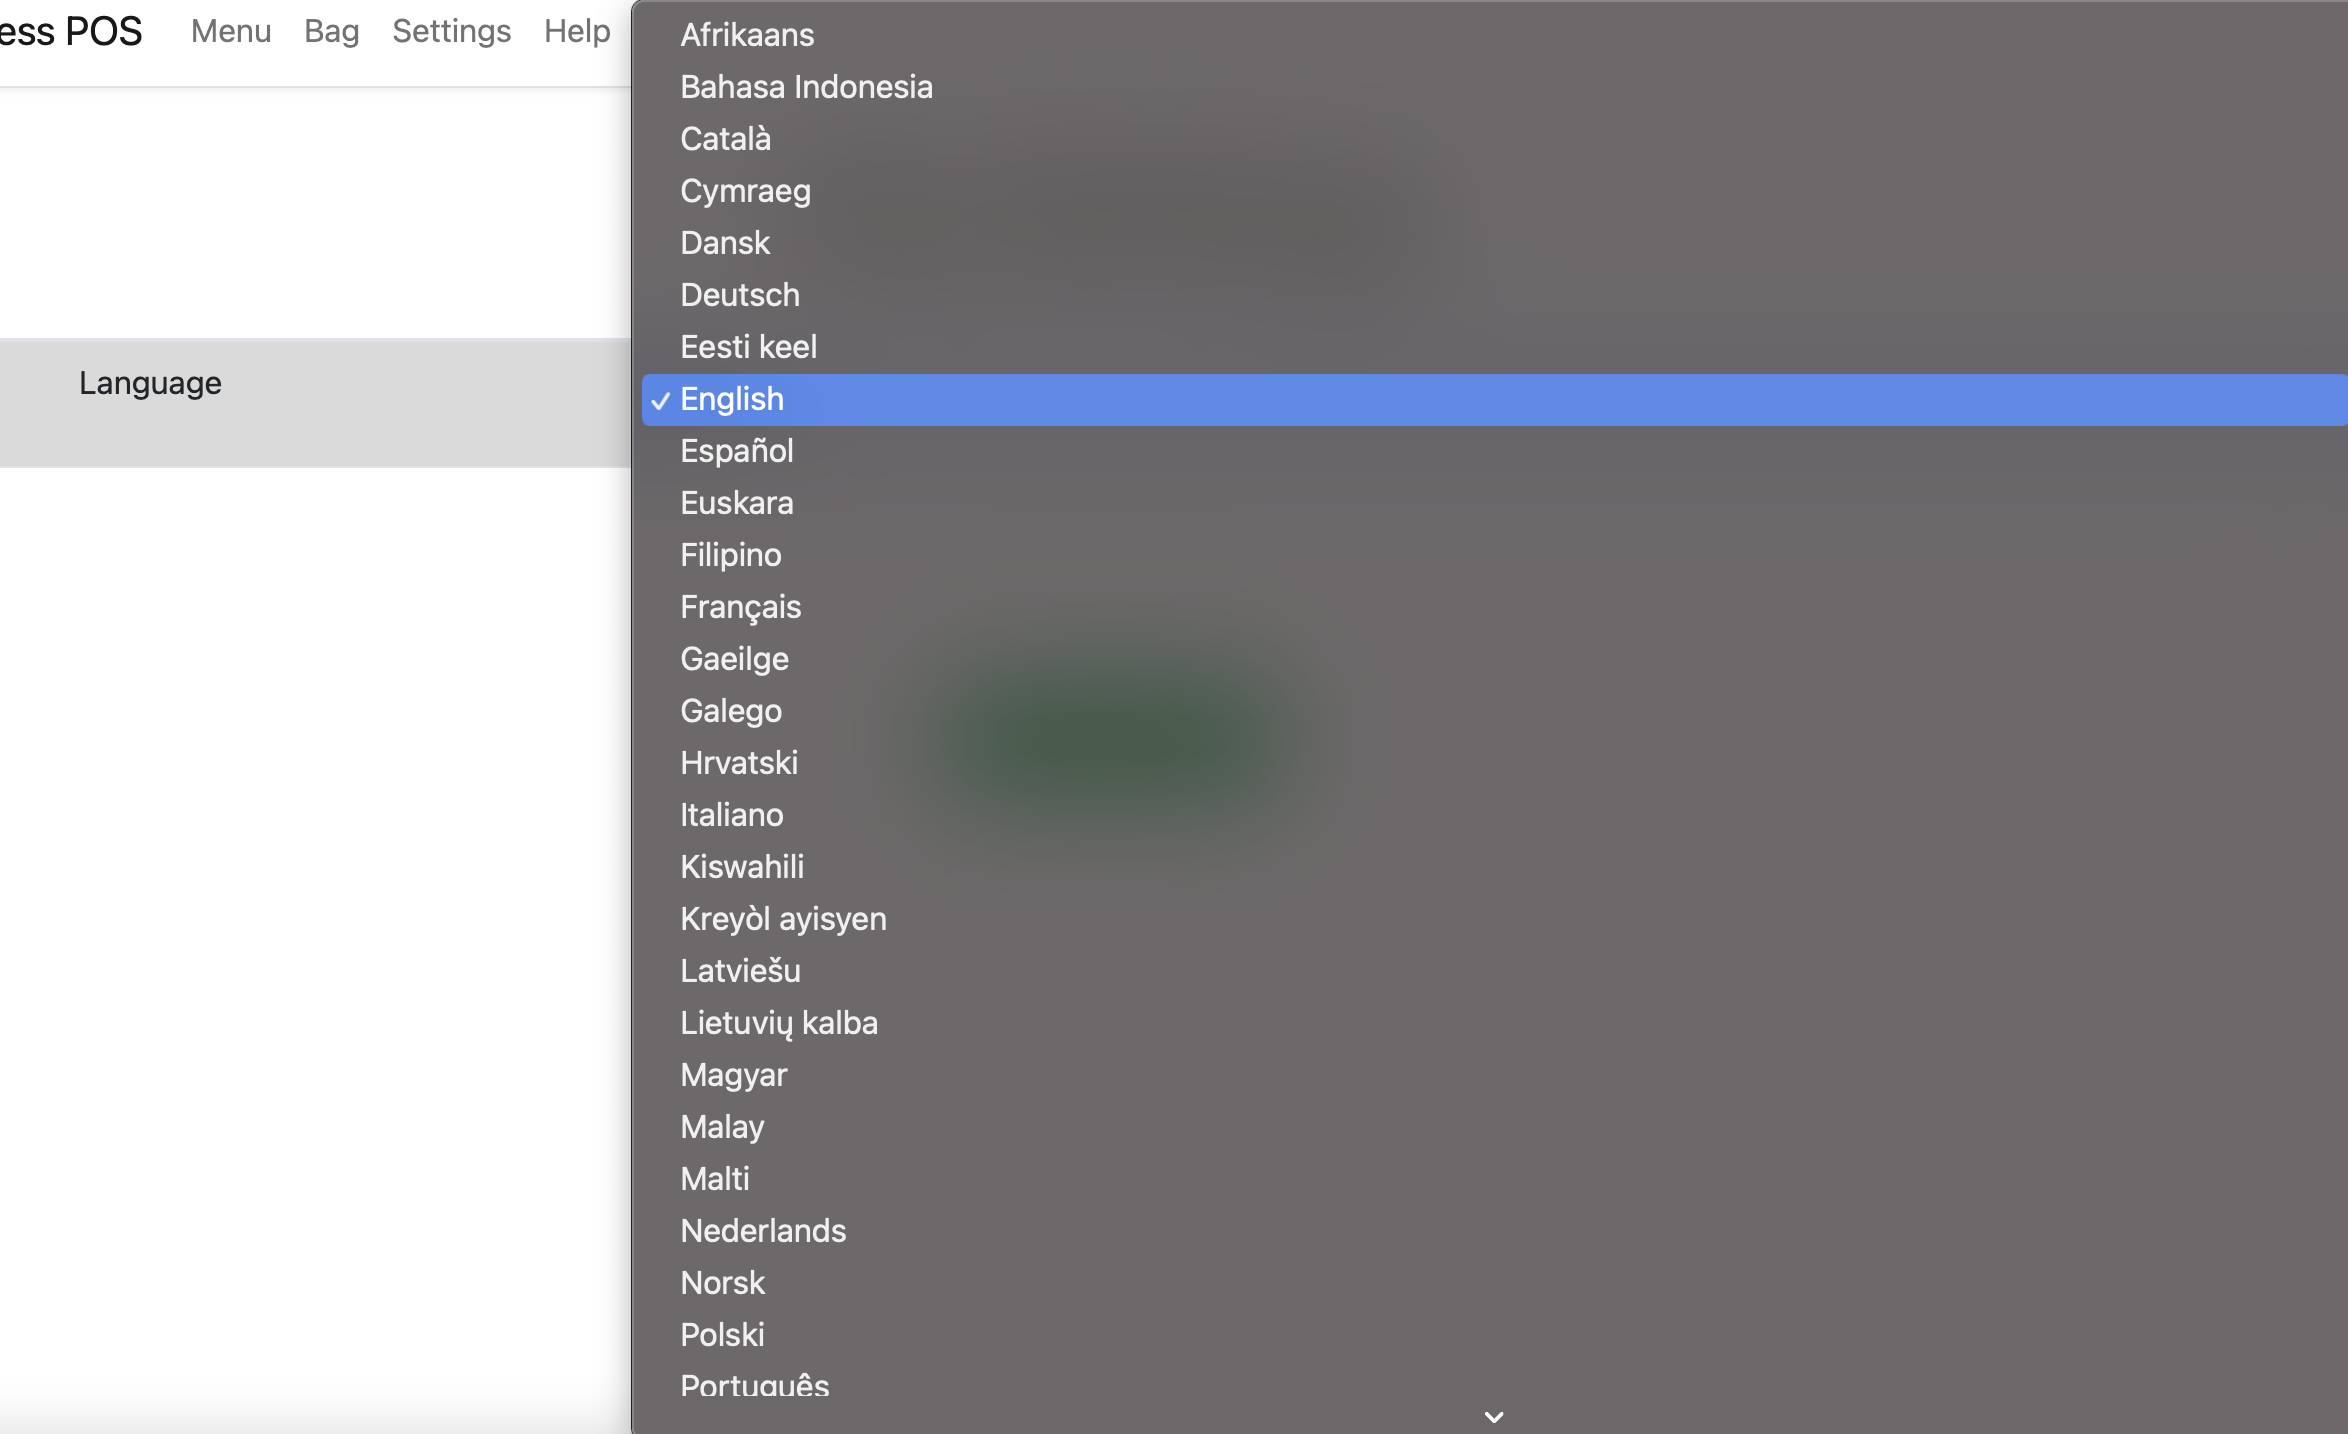 ess POS Menu Bag Settings Help
Language
Afrikaans
Bahasa Indonesia
Català
Cymraeg
Dansk
Deutsch
Eesti keel
✓ English
Español
Euskara
Filipino
Français
Gaeilge
Galego
Hrvatski
Italiano
Kiswahili
Kreyòl ayisyen
Latviešu
Lietuvių kalba
Magyar
Malay
Malti
Nederlands
Norsk
Polski
Português